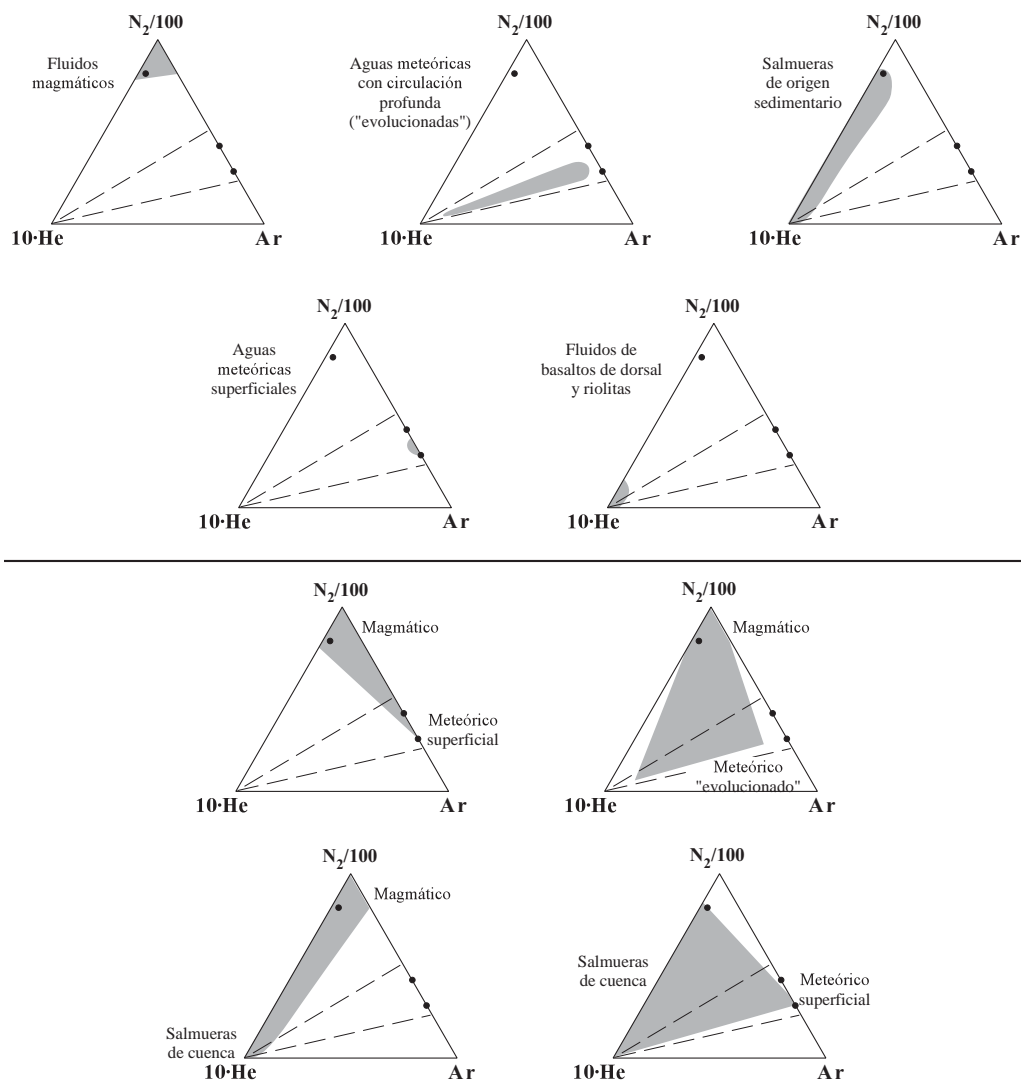 N2/100
Fluidos
magmáticos
10·He
Ar
N2/100
Aguas meteóricas
con circulación
profunda
("evolucionadas")
10·He
Ar
N2/100
Salmueras
de origen
sedimentario
10·He
Ar
N2/100
Aguas
meteóricas
superficiales
10·He
Ar
N2/100
Fluidos de
basaltos de dorsal
y riolitas
10·He
Ar
N2/100
Magmático
Meteórico
superficial
10·He
Ar
N2/100
Magmático
Meteórico
"evolucionado"
10·He
Ar
N2/100
Magmático
Salmueras
de cuenca
10·He
Ar
N2/100
Salmueras
de cuenca
Meteórico
superficial
10·He
Ar